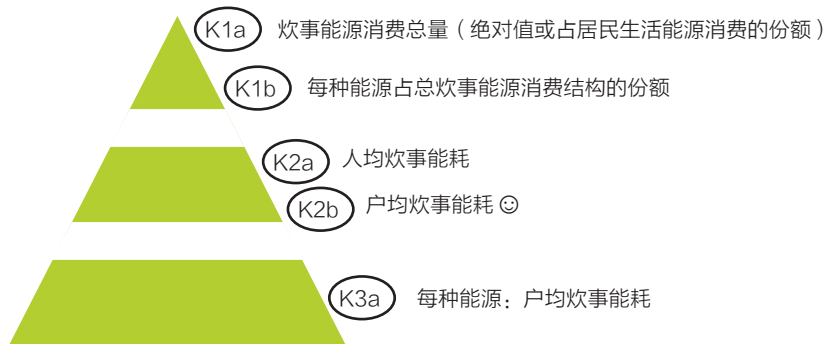 K1a 炊事能源消费总量（绝对值或占居民生活能源消费的份额）
K1b 每种能源占总炊事能源消费结构的份额
K2a 人均炊事能耗
K2b 户均炊事能耗☺
K3a 每种能源：户均炊事能耗